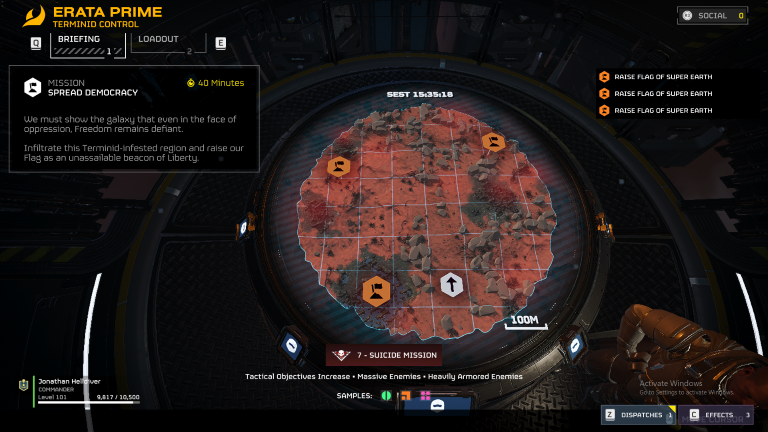 ERATA PRIME
TERMINID CONTROL
SOCIAL 0
Q
BRIEFING
1
LOADOUT
2
E
MISSION
SPREAD DEMOCRACY
40 Minutes
We must show the galaxy that even in the face of
oppression, Freedom remains defiant.
Infiltrate this Terminid-infested region and raise our
Flag as an unassailable beacon of Liberty.
RAISE FLAG OF SUPER EARTH
RAISE FLAG OF SUPER EARTH
RAISE FLAG OF SUPER EARTH
SEST 15:35:18
100M
7 - SUICIDE MISSION
Tactical Objectives Increase • Massive Enemies • Heavily Armored Enemies
SAMPLES:
Jonathan Helldiver
COMMANDER
Level 101
9,817 / 10,500
Activate Windows
Go to Settings to activate Windows.
Z DISPATCHES 1
C EFFECTS 3
CURSOR